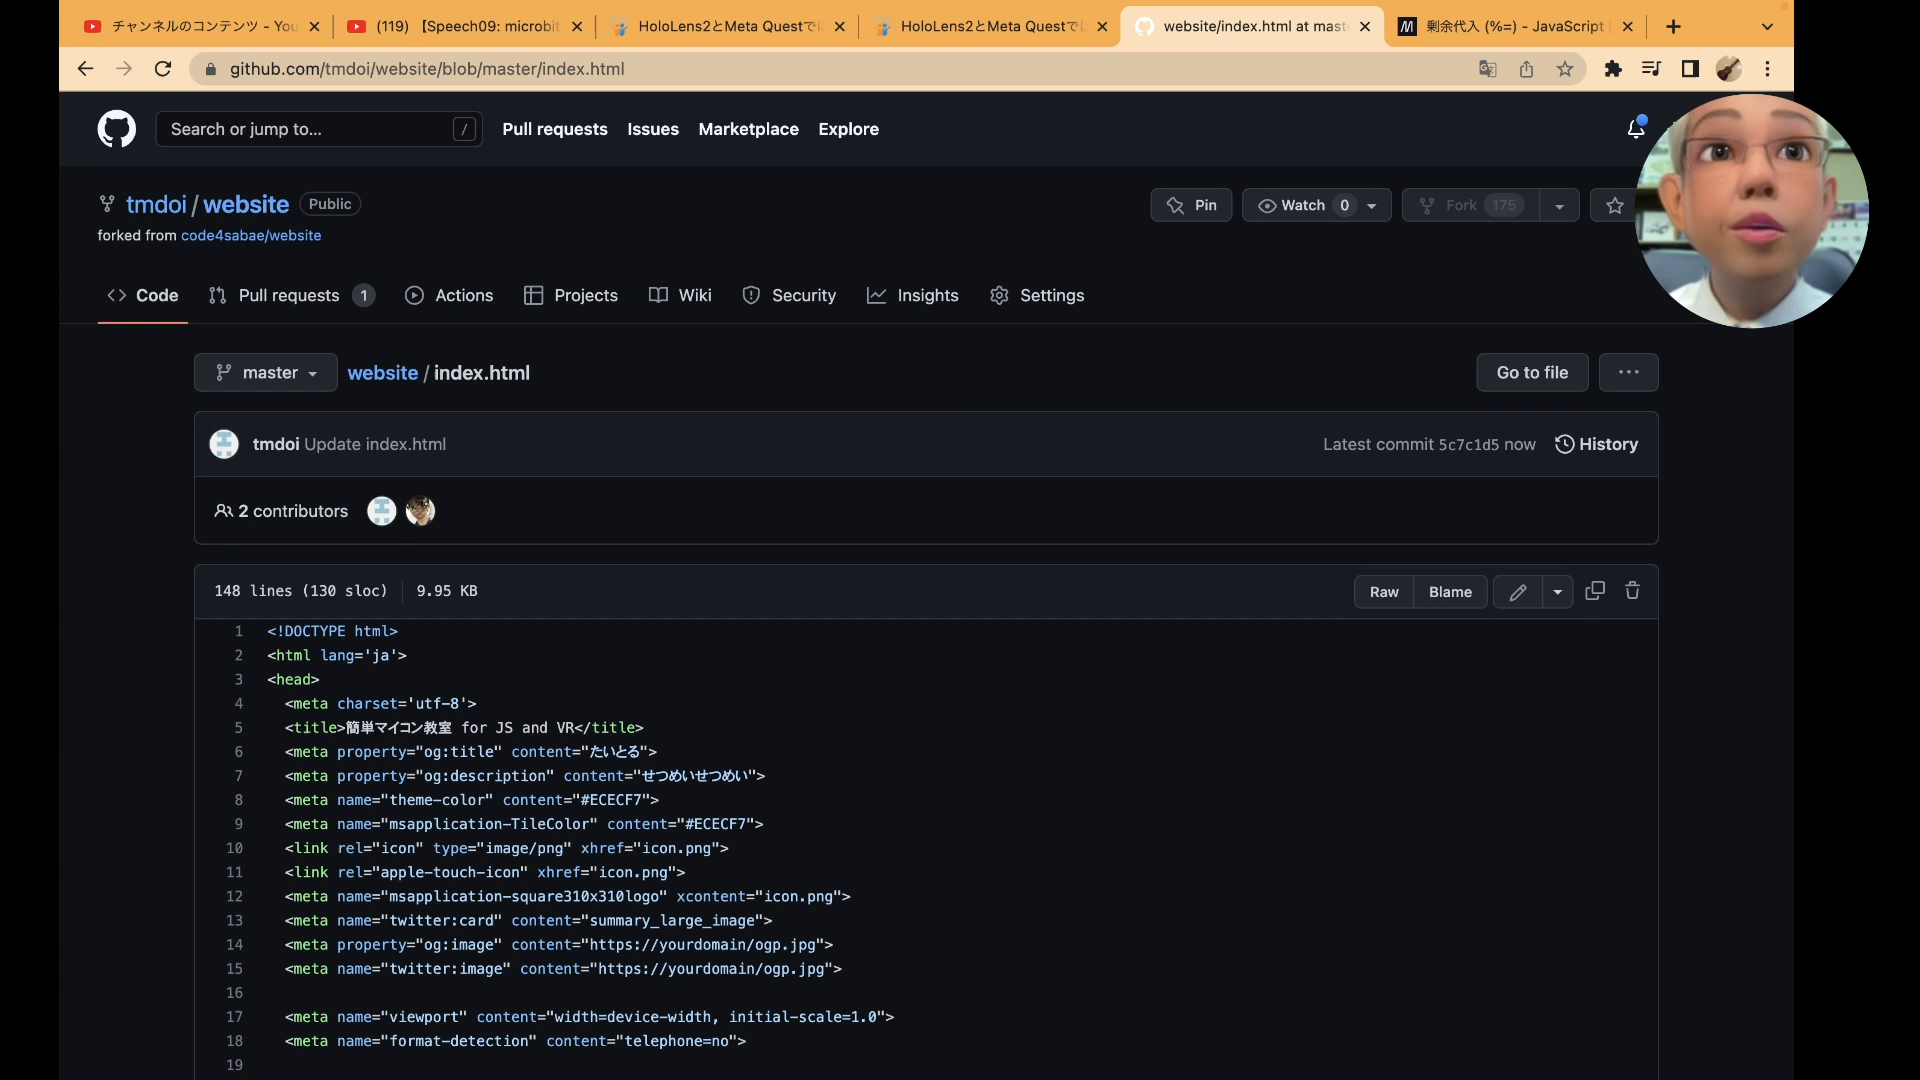 チャンネルのコンテンツ - You
(119) 【Speech09: microbit
HoloLens2とMeta Questでに
HoloLens2とMeta Questでに
website/index.html at mast
剰余代入 (%=) - JavaScript
github.com/tmdoi/website/blob/master/index.html
Search or jump to... /
Pull requests Issues Marketplace Explore
tmdoi / website Public
Pin Watch 0 Fork 175
forked from code4sabae/website
Code Pull requests 1 Actions Projects Wiki Security Insights Settings
master website / index.html Go to file ...
tmdoi Update index.html Latest commit 5c7c1d5 now History
2 contributors
148 lines (130 sloc) 9.95 KB Raw Blame
1 <!DOCTYPE html>
2 <html lang='ja'>
3 <head>
4 <meta charset='utf-8'>
5 <title>簡単マイコン教室 for JS and VR</title>
6 <meta property="og:title" content="たいとる">
7 <meta property="og:description" content="せつめいせつめい">
8 <meta name="theme-color" content="#ECECF7">
9 <meta name="msapplication-TileColor" content="#ECECF7">
10 <link rel="icon" type="image/png" xhref="icon.png">
11 <link rel="apple-touch-icon" xhref="icon.png">
12 <meta name="msapplication-square310x310logo" xcontent="icon.png">
13 <meta name="twitter:card" content="summary_large_image">
14 <meta property="og:image" content="https://yourdomain/ogp.jpg">
15 <meta name="twitter:image" content="https://yourdomain/ogp.jpg">
16
17 <meta name="viewport" content="width=device-width, initial-scale=1.0">
18 <meta name="format-detection" content="telephone=no">
19